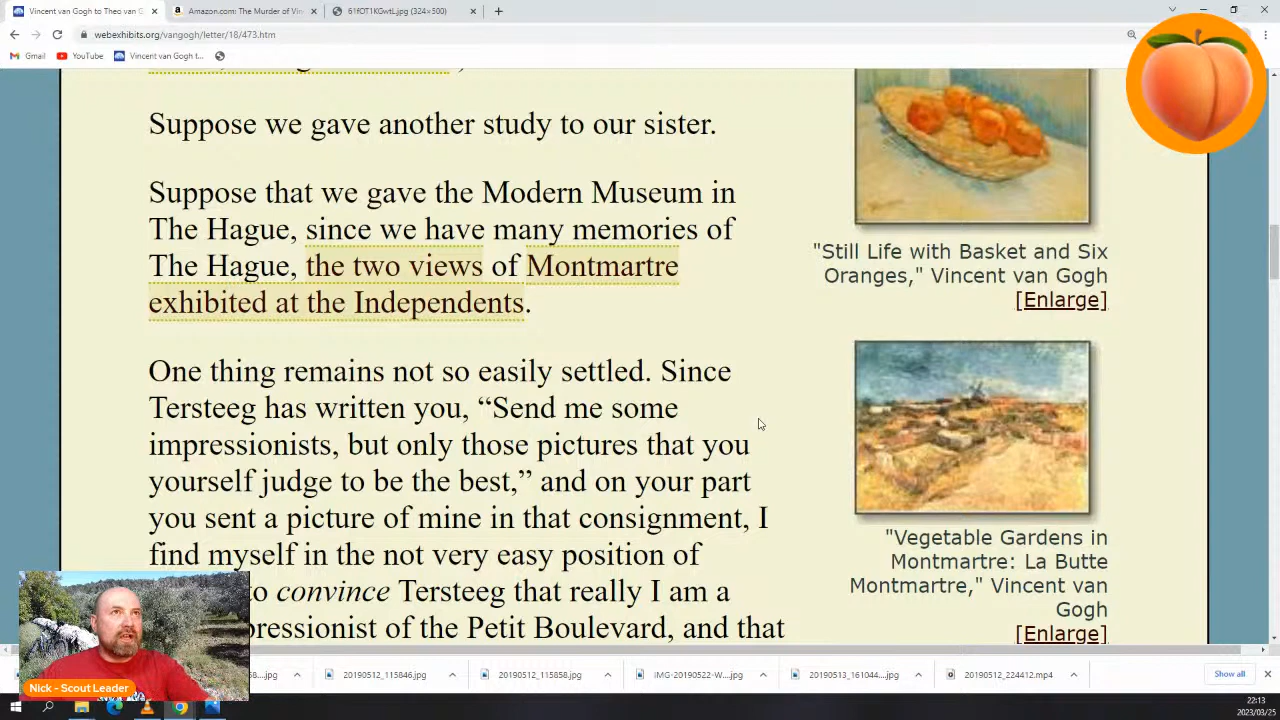 Vincent van Gogh to Theo van G
Amazon.com: The Murder of Vin
61fOT1KGwtL.jpg (324×500)
webexhibits.org/vangogh/letter/18/473.htm
Gmail
YouTube
Vincent van Gogh t...
Suppose we gave another study to our sister.
Suppose that we gave the Modern Museum in
The Hague, since we have many memories of
The Hague, the two views of Montmartre
exhibited at the Independents.
One thing remains not so easily settled. Since
Tersteeg has written you, “Send me some
impressionists, but only those pictures that you
yourself judge to be the best,” and on your part
you sent a picture of mine in that consignment, I
find myself in the not very easy position of
to convince Tersteeg that really I am a
pressionist of the Petit Boulevard, and that
"Still Life with Basket and Six
Oranges," Vincent van Gogh
[Enlarge]
"Vegetable Gardens in
Montmartre: La Butte
Montmartre," Vincent van
Gogh
[Enlarge]
Nick - Scout Leader
8...jpg
20190512_115846.jpg
20190512_115839.jpg
IMG-20190522-W....jpg
20190513_161044....jpg
20190512_224412.mp4
Show all
22:13
2023/03/25